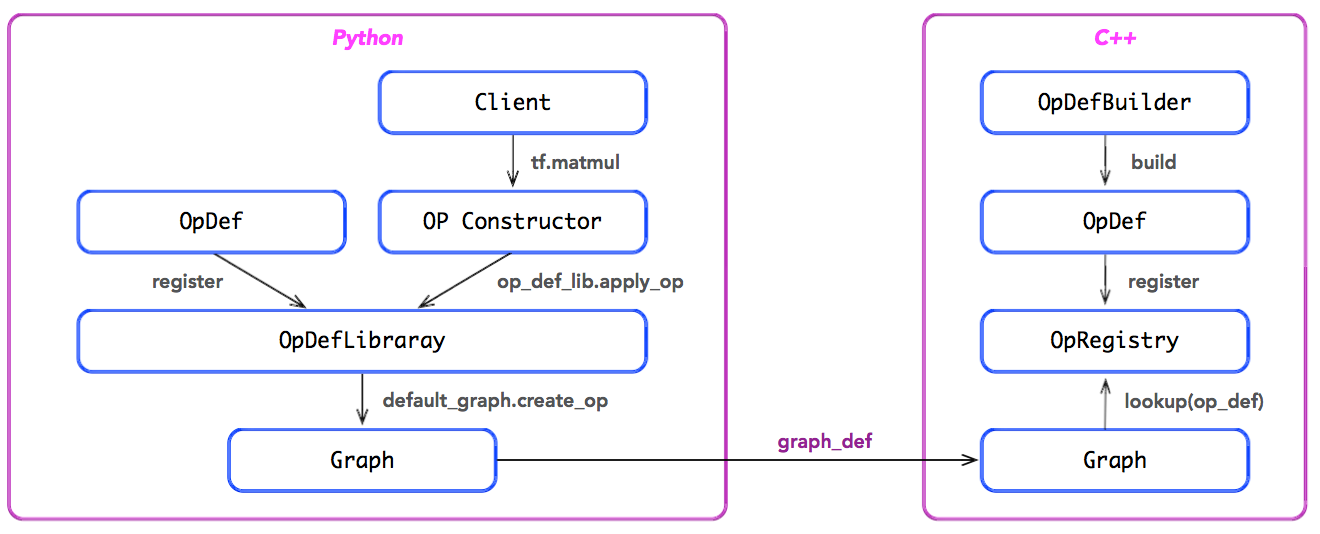 Python
Client
tf.matmul
OpDef
OP Constructor
register
op_def_lib.apply_op
OpDefLibraray
default_graph.create_op
Graph
graph_def
C++
OpDefBuilder
build
OpDef
register
OpRegistry
lookup(op_def)
Graph